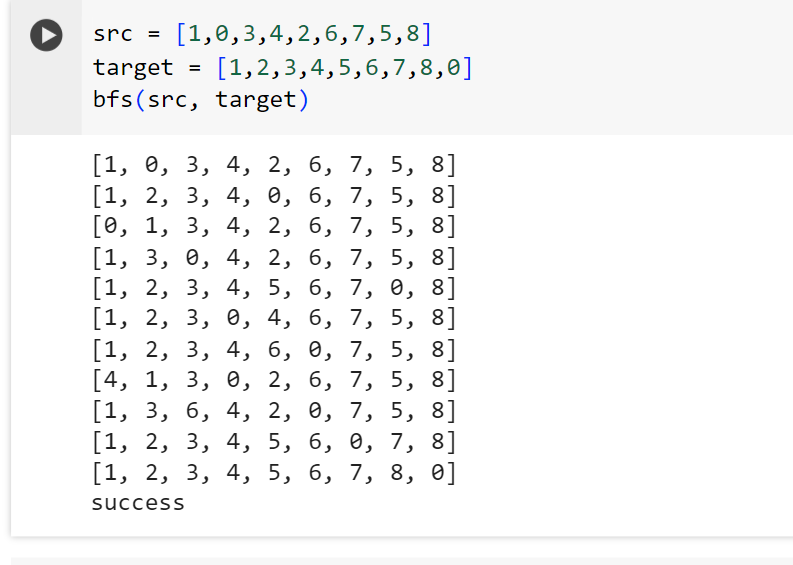 src = [1,0,3,4,2,6,7,5,8]
target = [1,2,3,4,5,6,7,8,0]
bfs(src, target)
[1, 0, 3, 4, 2, 6, 7, 5, 8]
[1, 2, 3, 4, 0, 6, 7, 5, 8]
[0, 1, 3, 4, 2, 6, 7, 5, 8]
[1, 3, 0, 4, 2, 6, 7, 5, 8]
[1, 2, 3, 4, 5, 6, 7, 0, 8]
[1, 2, 3, 0, 4, 6, 7, 5, 8]
[1, 2, 3, 4, 6, 0, 7, 5, 8]
[4, 1, 3, 0, 2, 6, 7, 5, 8]
[1, 3, 6, 4, 2, 0, 7, 5, 8]
[1, 2, 3, 4, 5, 6, 0, 7, 8]
[1, 2, 3, 4, 5, 6, 7, 8, 0]
success